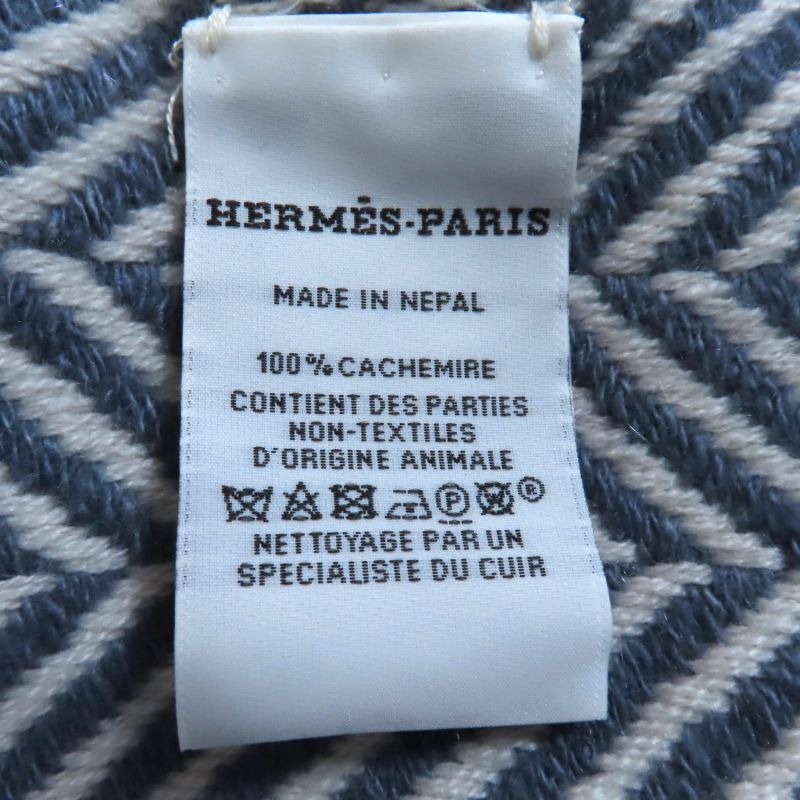 HERMÈS-PARIS
MADE IN NEPAL
100% CACHEMIRE
CONTIENT DES PARTIES
NON-TEXTILES
D'ORIGINE ANIMALE
P ®
NETTOYAGE PAR UN
SPECIALISTE DU CUIR